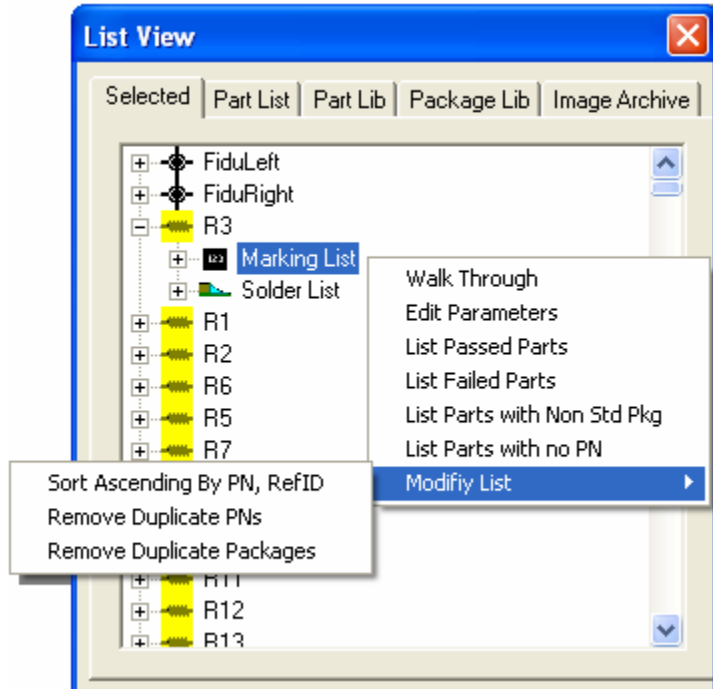 List View
Selected Part List Part Lib Package Lib Image Archive
FiduLeft
FiduRight
R3
123 Marking List
Solder List
R1
R2
R6
R5
R7
Walk Through
Edit Parameters
List Passed Parts
List Failed Parts
List Parts with Non Std Pkg
List Parts with no PN
Modifiy List
Sort Ascending By PN, RefID
Remove Duplicate PNs
Remove Duplicate Packages
R11
R12
R13